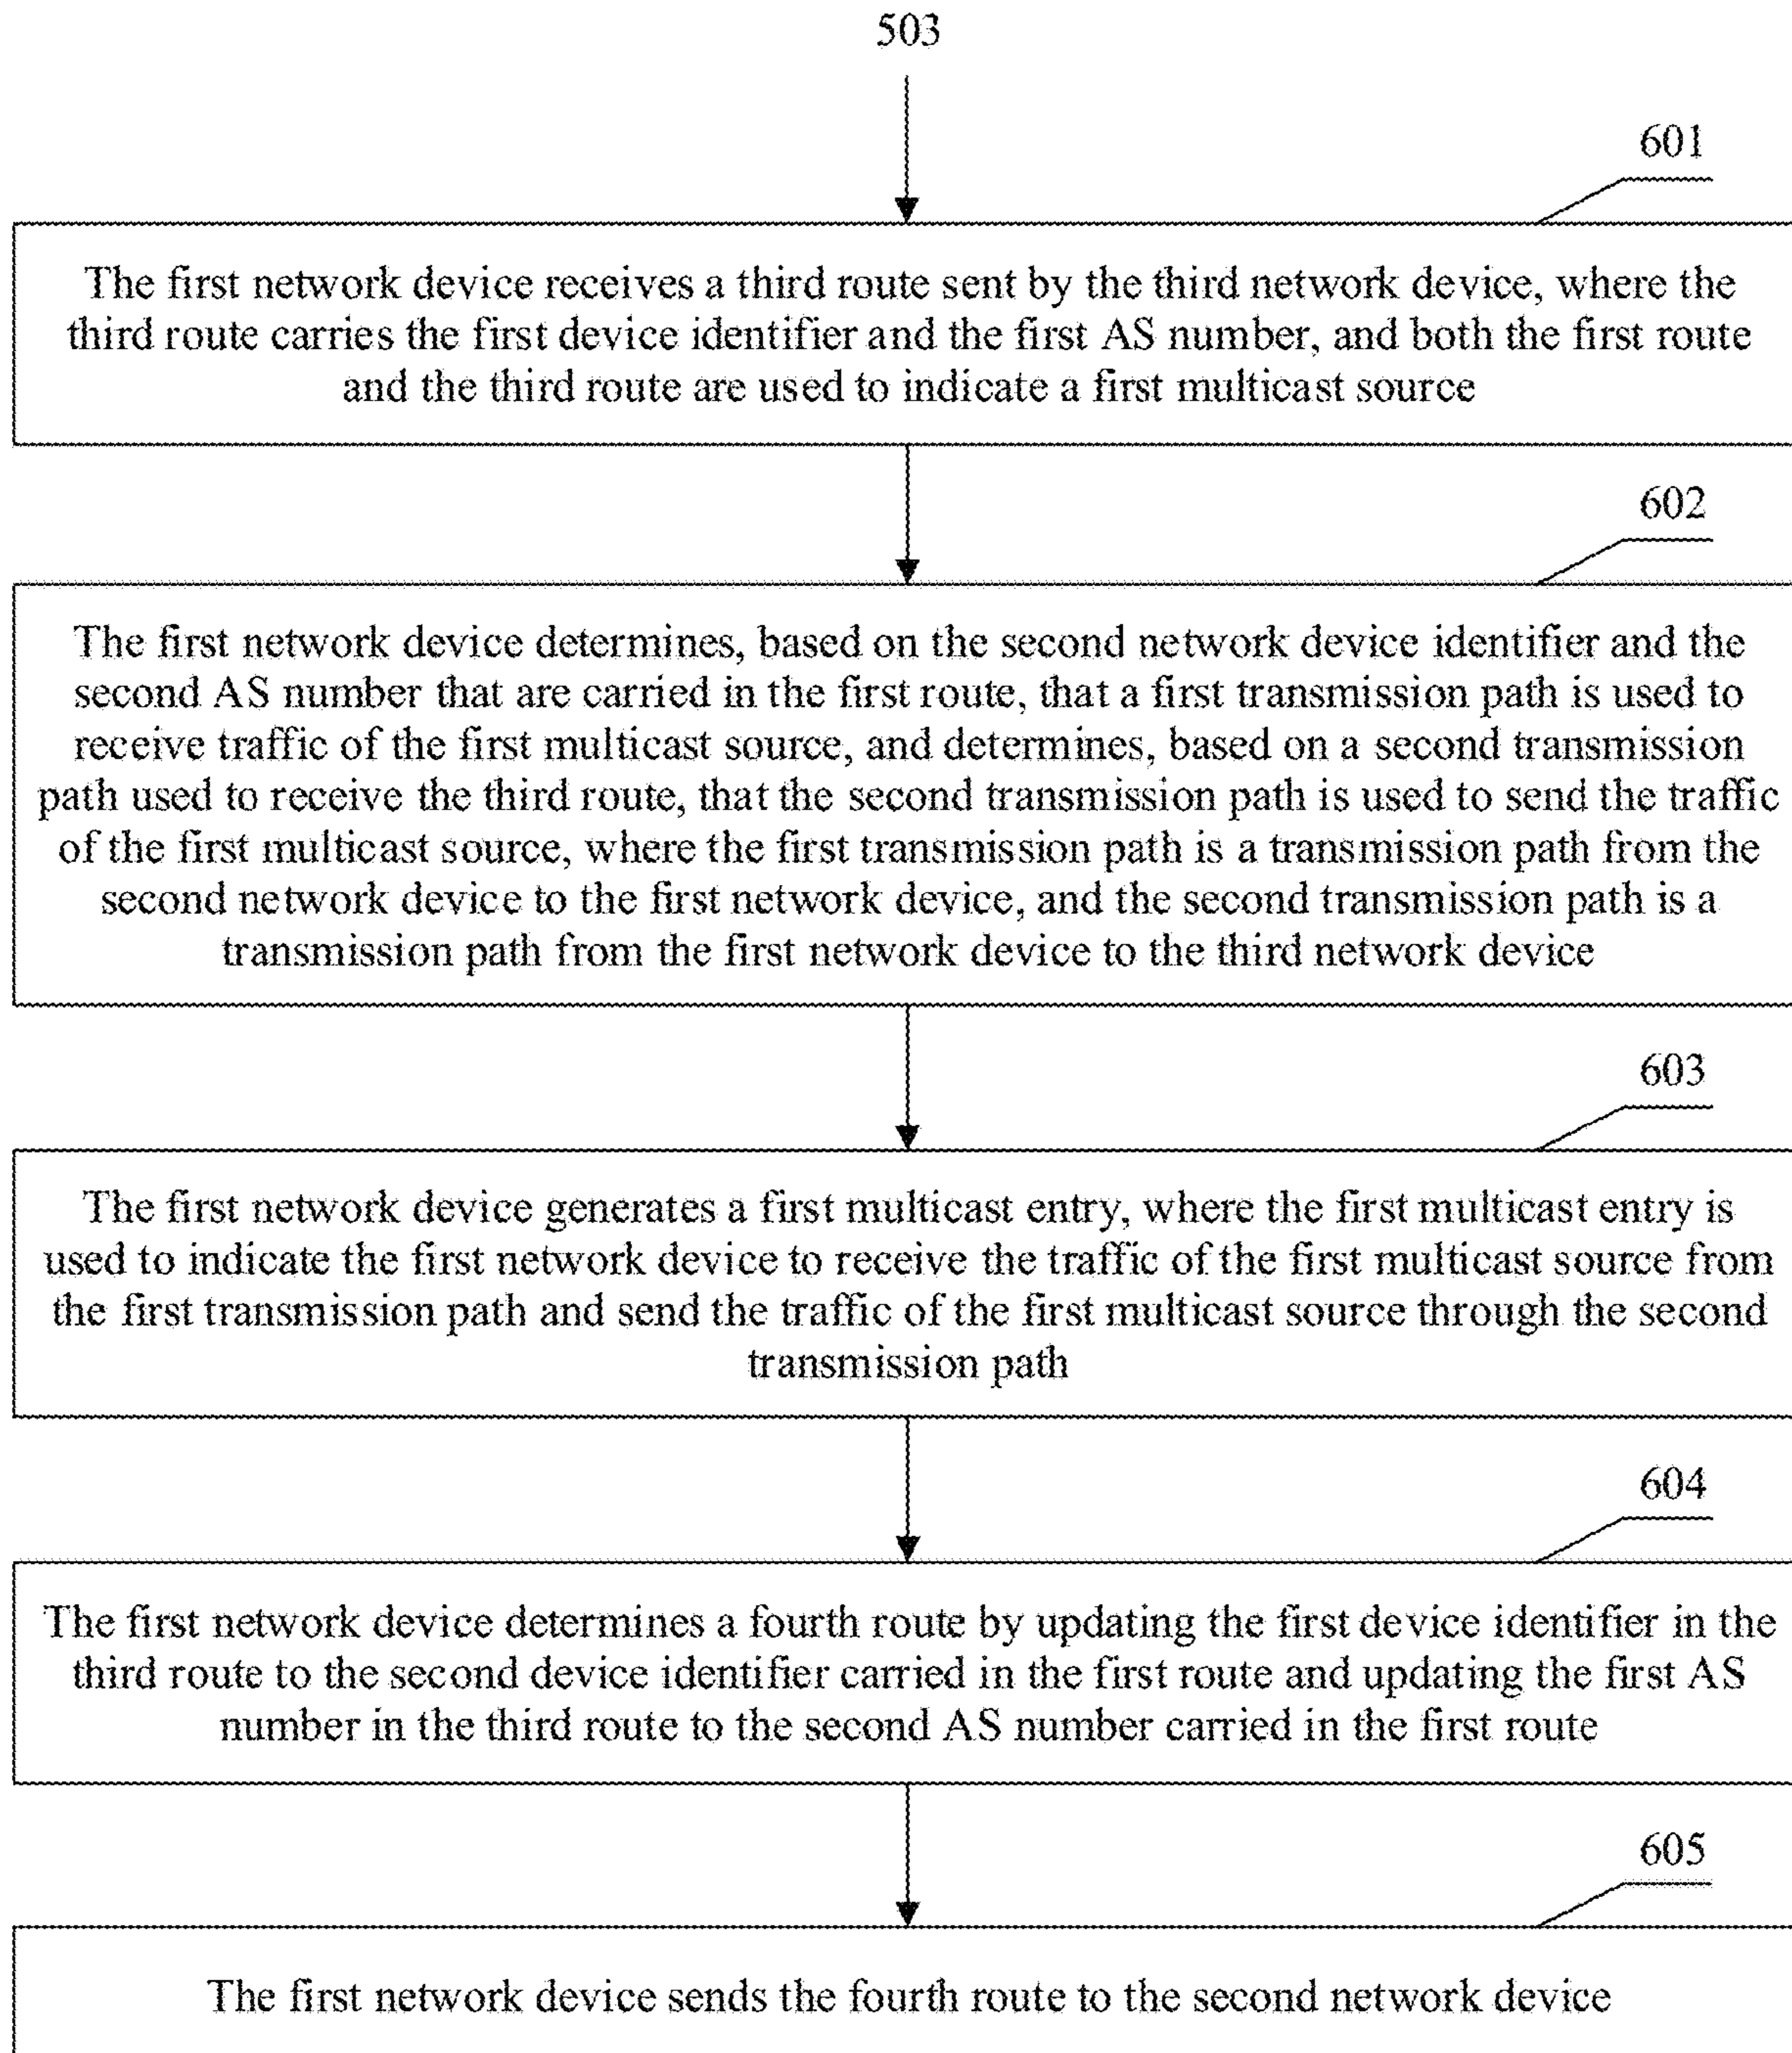 503
601
The first network device receives a third route sent by the third network device, where the
third route carries the first device identifier and the first AS number, and both the first route
and the third route are used to indicate a first multicast source
602
The first network device determines, based on the second network device identifier and the
second AS number that are carried in the first route, that a first transmission path is used to
receive traffic of the first multicast source, and determines, based on a second transmission
path used to receive the third route, that the second transmission path is used to send the traffic
of the first multicast source, where the first transmission path is a transmission path from the
second network device to the first network device, and the second transmission path is a
transmission path from the first network device to the third network device
603
The first network device generates a first multicast entry, where the first multicast entry is
used to indicate the first network device to receive the traffic of the first multicast source from
the first transmission path and send the traffic of the first multicast source through the second
transmission path
604
The first network device determines a fourth route by updating the first device identifier in the
third route to the second device identifier carried in the first route and updating the first AS
number in the third route to the second AS number carried in the first route
605
The first network device sends the fourth route to the second network device